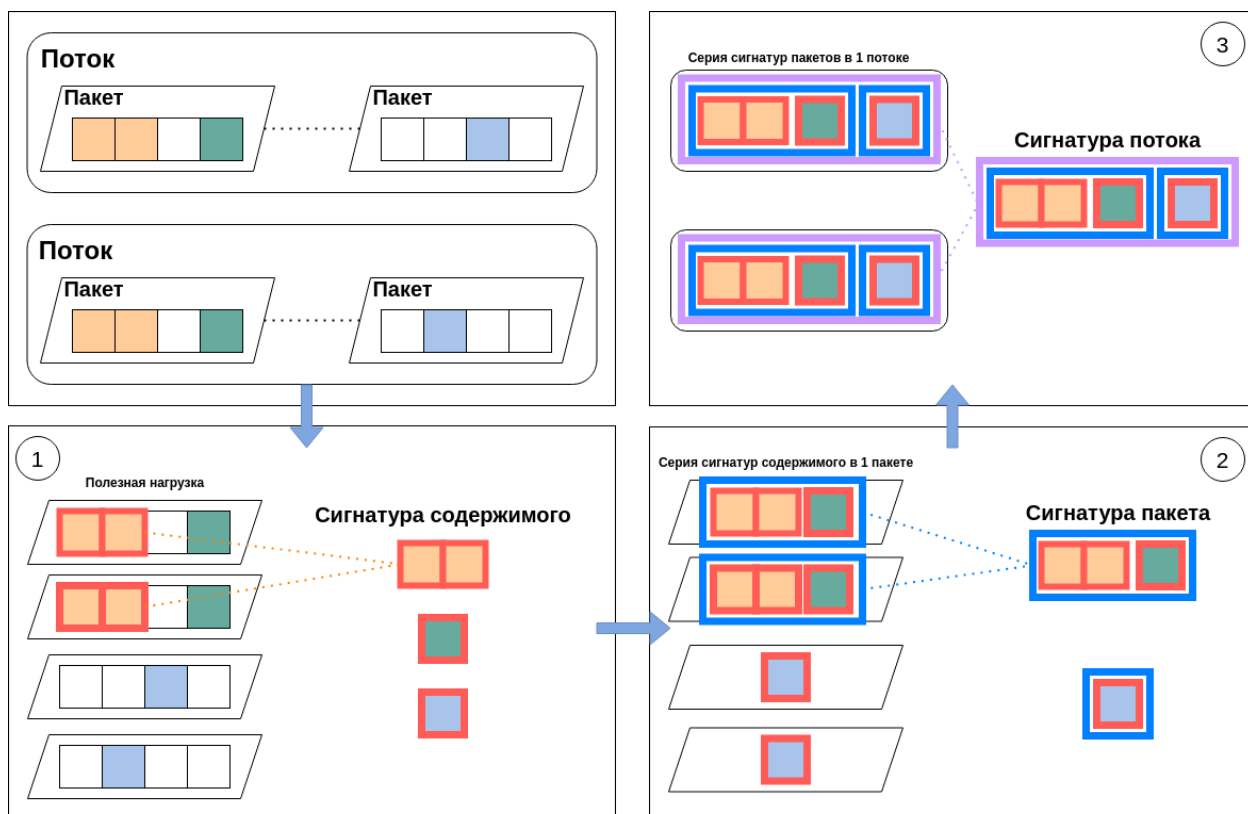 Поток
Пакет
Пакет
Поток
Пакет
Пакет
1
Полезная нагрузка
Сигнатура содержимого
2
Серия сигнатур содержимого в 1 пакете
Сигнатура пакета
3
Серия сигнатур пакетов в 1 потоке
Сигнатура потока